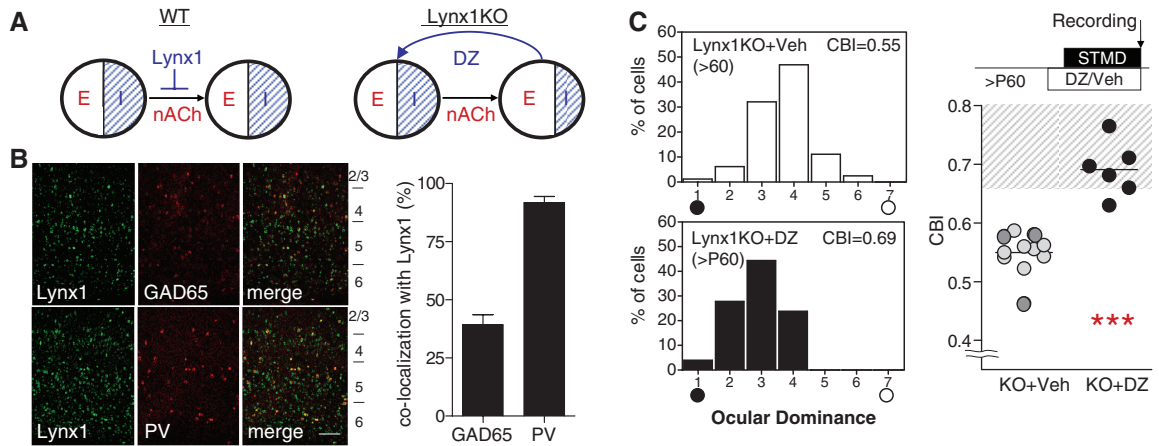 A
WT
Lynx1
E
I
nACh
E
I
Lynx1KO
DZ
E
I
nACh
E
I
B
Lynx1
GAD65
merge
2/3
4
5
6
Lynx1
PV
merge
2/3
4
5
6
co-localization with Lynx1 (%)
100
75
50
25
0
GAD65
PV
C
% of cells
60
50
40
30
20
10
0
Lynx1KO+Veh
(>60)
CBI=0.55
1 2 3 4 5 6 7
% of cells
60
50
40
30
20
10
0
Lynx1KO+DZ
(>P60)
CBI=0.69
1 2 3 4 5 6 7
Ocular Dominance
Recording
STMD
>P60
DZ/Veh
CBI
0.8
0.7
0.6
0.5
0.4
***
KO+Veh
KO+DZ